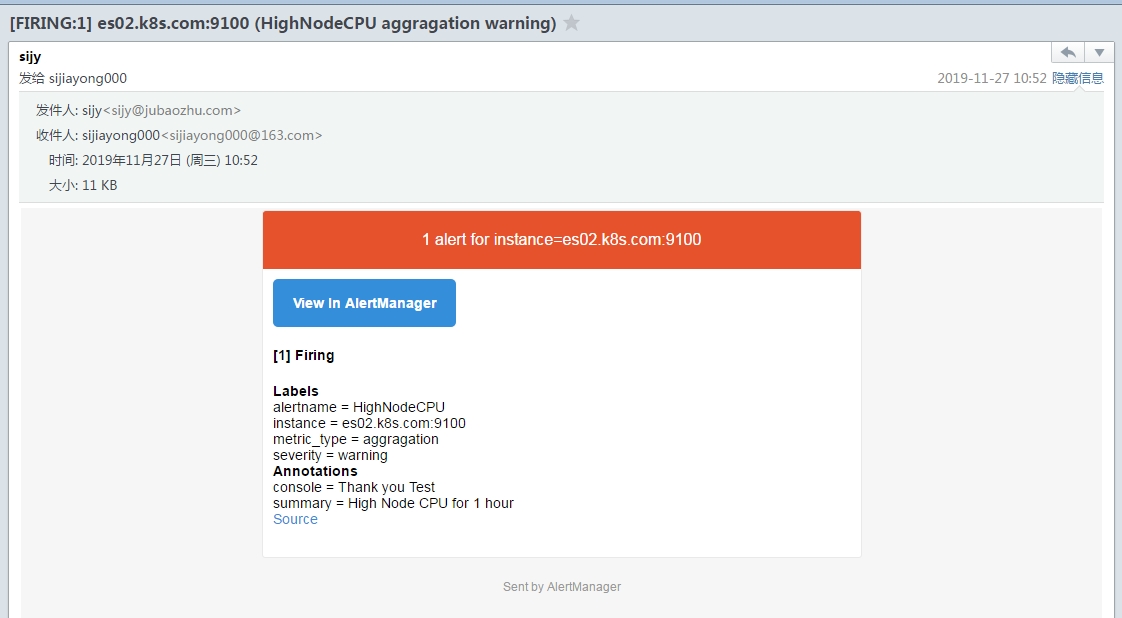 [FIRING:1] es02.k8s.com:9100 (HighNodeCPU aggragation warning)
sijy
发给 sijiayong000
2019-11-27 10:52 隐藏信息
发件人: sijy<sijy@jubaozhu.com>
收件人: sijiayong000<sijiayong000@163.com>
时间: 2019年11月27日 (周三) 10:52
大小: 11 KB
1 alert for instance=es02.k8s.com:9100
View In AlertManager
[1] Firing
Labels
alertname = HighNodeCPU
instance = es02.k8s.com:9100
metric_type = aggragation
severity = warning
Annotations
console = Thank you Test
summary = High Node CPU for 1 hour
Source
Sent by AlertManager